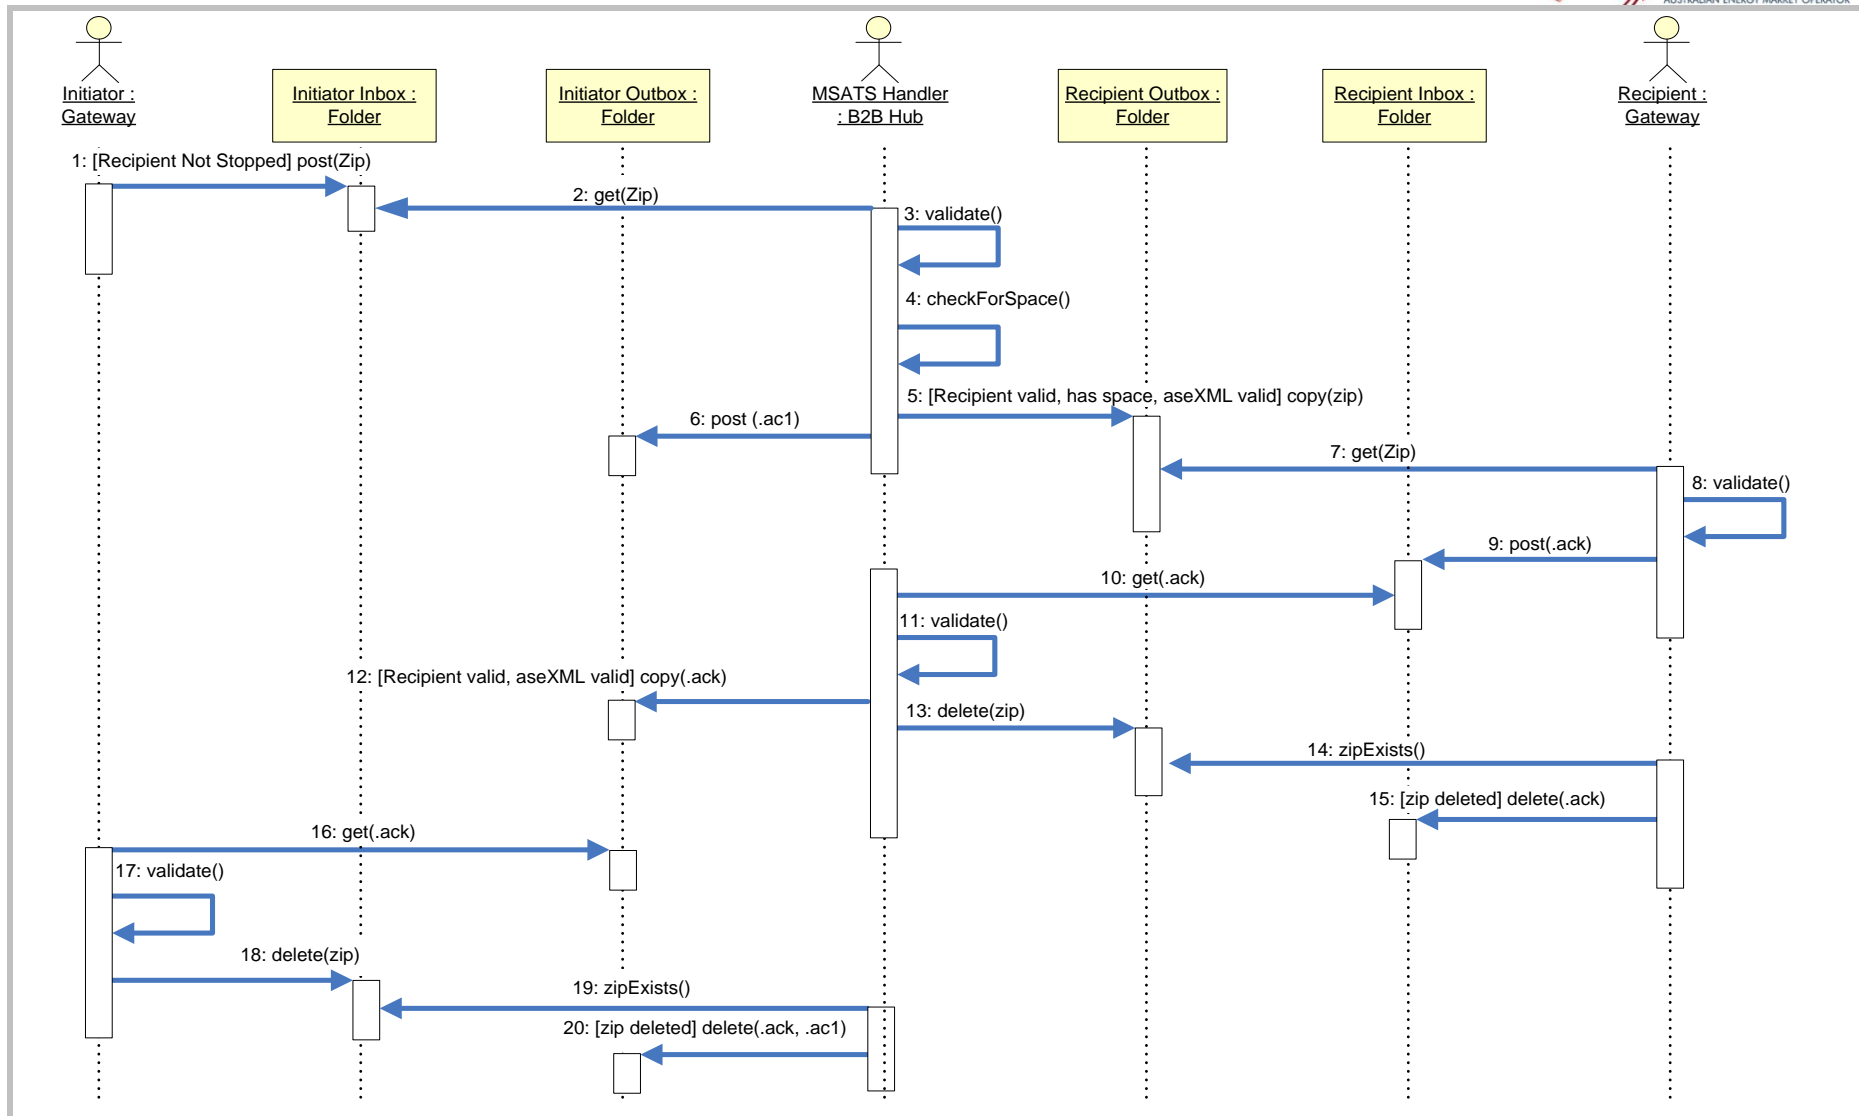 AUSTRALIAN ENERGY MARKET OPERATOR
Initiator :
Gateway
Initiator Inbox :
Folder
Initiator Outbox :
Folder
MSATS Handler
: B2B Hub
Recipient Outbox :
Folder
Recipient Inbox :
Folder
Recipient :
Gateway
1: [Recipient Not Stopped] post(Zip)
2: get(Zip)
3: validate()
4: checkForSpace()
5: [Recipient valid, has space, aseXML valid] copy(zip)
6: post (.ac1)
7: get(Zip)
8: validate()
9: post(.ack)
10: get(.ack)
11: validate()
12: [Recipient valid, aseXML valid] copy(.ack)
13: delete(zip)
14: zipExists()
15: [zip deleted] delete(.ack)
16: get(.ack)
17: validate()
18: delete(zip)
19: zipExists()
20: [zip deleted] delete(.ack, .ac1)